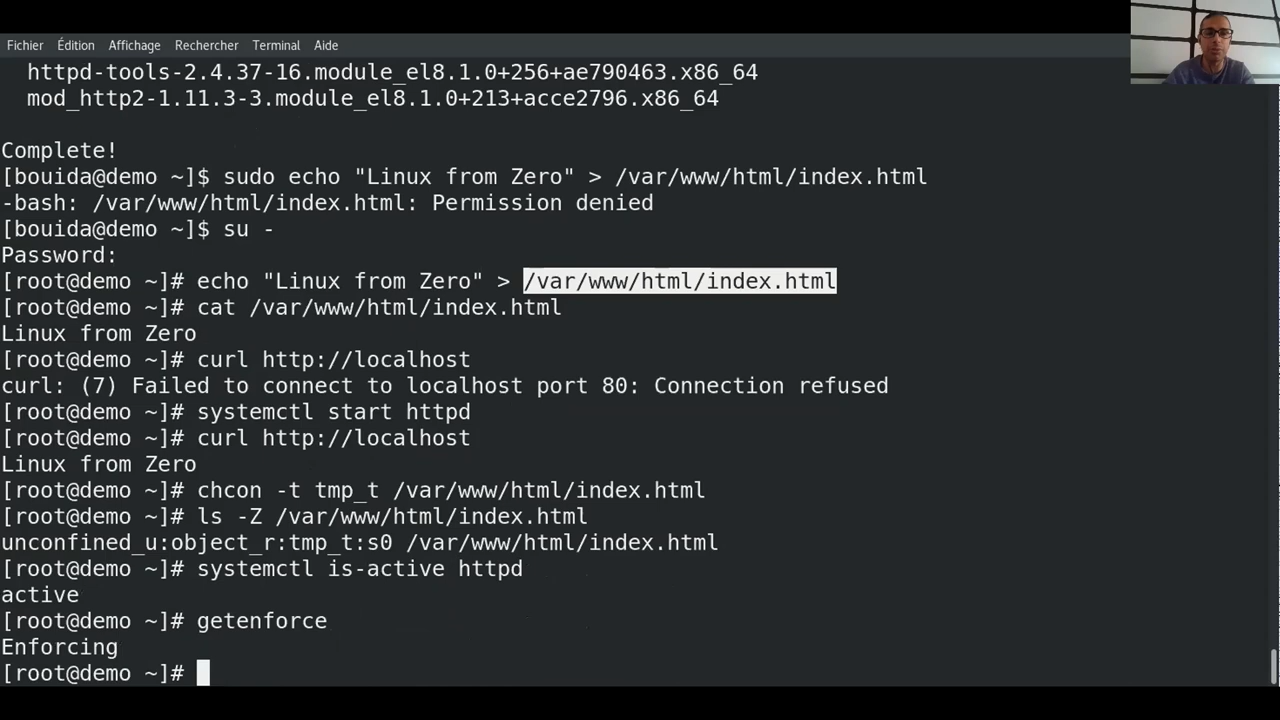 Fichier Édition Affichage Rechercher Terminal Aide
httpd-tools-2.4.37-16.module_el8.1.0+256+ae790463.x86_64
mod_http2-1.11.3-3.module_el8.1.0+213+acce2796.x86_64
Complete!
[bouida@demo ~]$ sudo echo "Linux from Zero" > /var/www/html/index.html
-bash: /var/www/html/index.html: Permission denied
[bouida@demo ~]$ su -
Password:
[root@demo ~]# echo "Linux from Zero" > /var/www/html/index.html
[root@demo ~]# cat /var/www/html/index.html
Linux from Zero
[root@demo ~]# curl http://localhost
curl: (7) Failed to connect to localhost port 80: Connection refused
[root@demo ~]# systemctl start httpd
[root@demo ~]# curl http://localhost
Linux from Zero
[root@demo ~]# chcon -t tmp_t /var/www/html/index.html
[root@demo ~]# ls -Z /var/www/html/index.html
unconfined_u:object_r:tmp_t:s0 /var/www/html/index.html
[root@demo ~]# systemctl is-active httpd
active
[root@demo ~]# getenforce
Enforcing
[root@demo ~]#